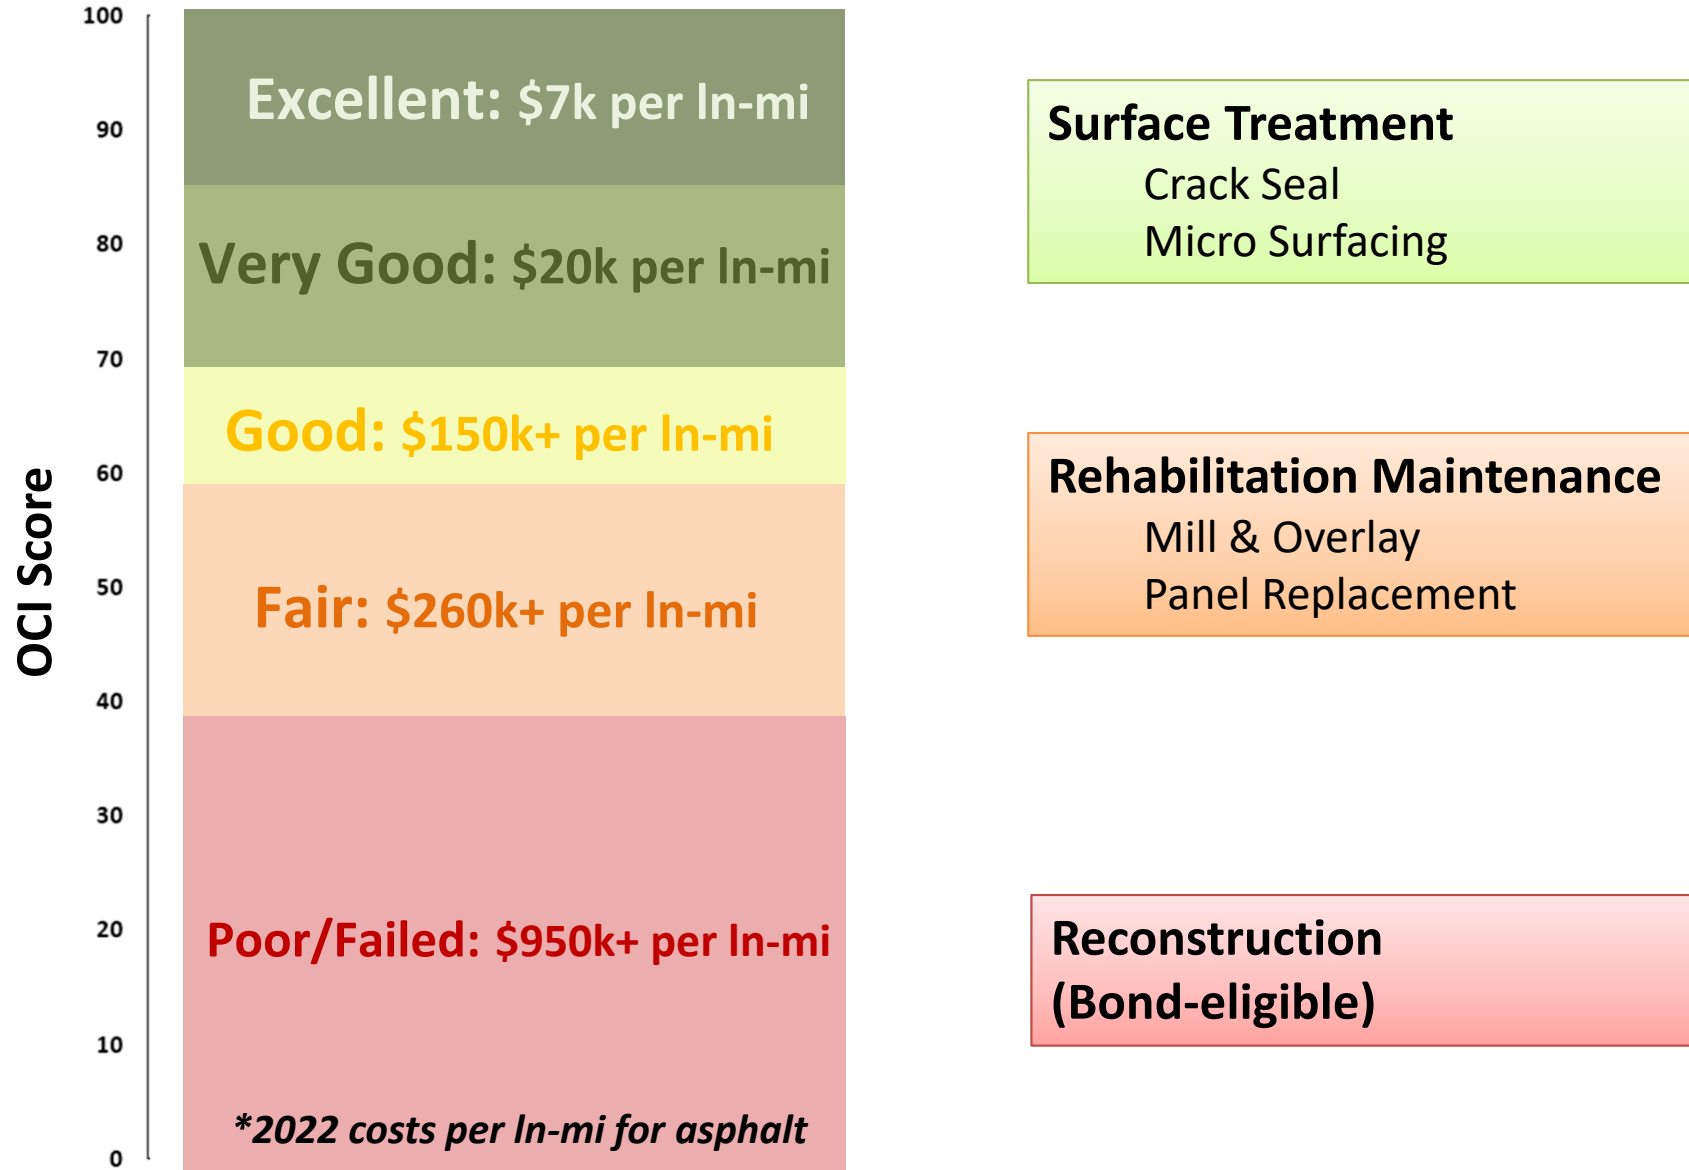 OCI Score
100
90
80
70
60
50
40
30
20
10
0
Excellent: $7k per ln-mi
Very Good: $20k per ln-mi
Good: $150k+ per ln-mi
Fair: $260k+ per ln-mi
Poor/Failed: $950k+ per ln-mi
*2022 costs per ln-mi for asphalt
Surface Treatment
Crack Seal
Micro Surfacing
Rehabilitation Maintenance
Mill & Overlay
Panel Replacement
Reconstruction
(Bond-eligible)